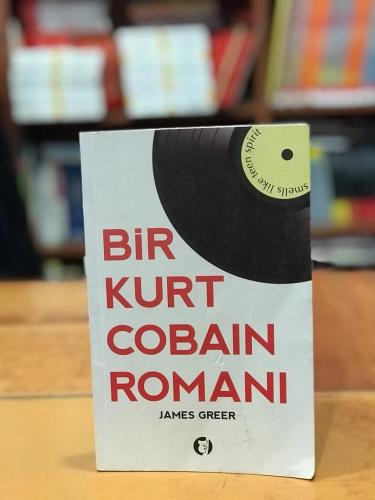 smells like teen spirit
BİR
KURT
COBAIN
ROMANI
JAMES GREER